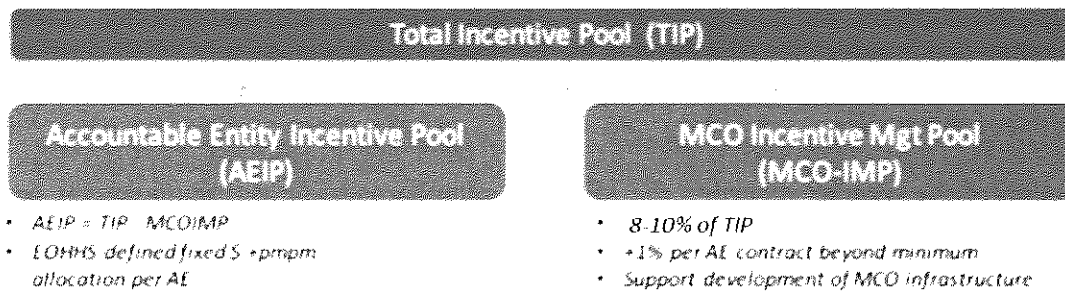 Total Incentive Pool (TIP)
Accountable Entity Incentive Pool
(AEIP)
• AEIP = TIP MCOIMP
• EOHHS defined fixed $ +pmpm
allocation per AE
MCO Incentive Mgt Pool
(MCO-IMP)
• 8-10% of TIP
• +1% per AE contract beyond minimum
• Support development of MCO infrastructure